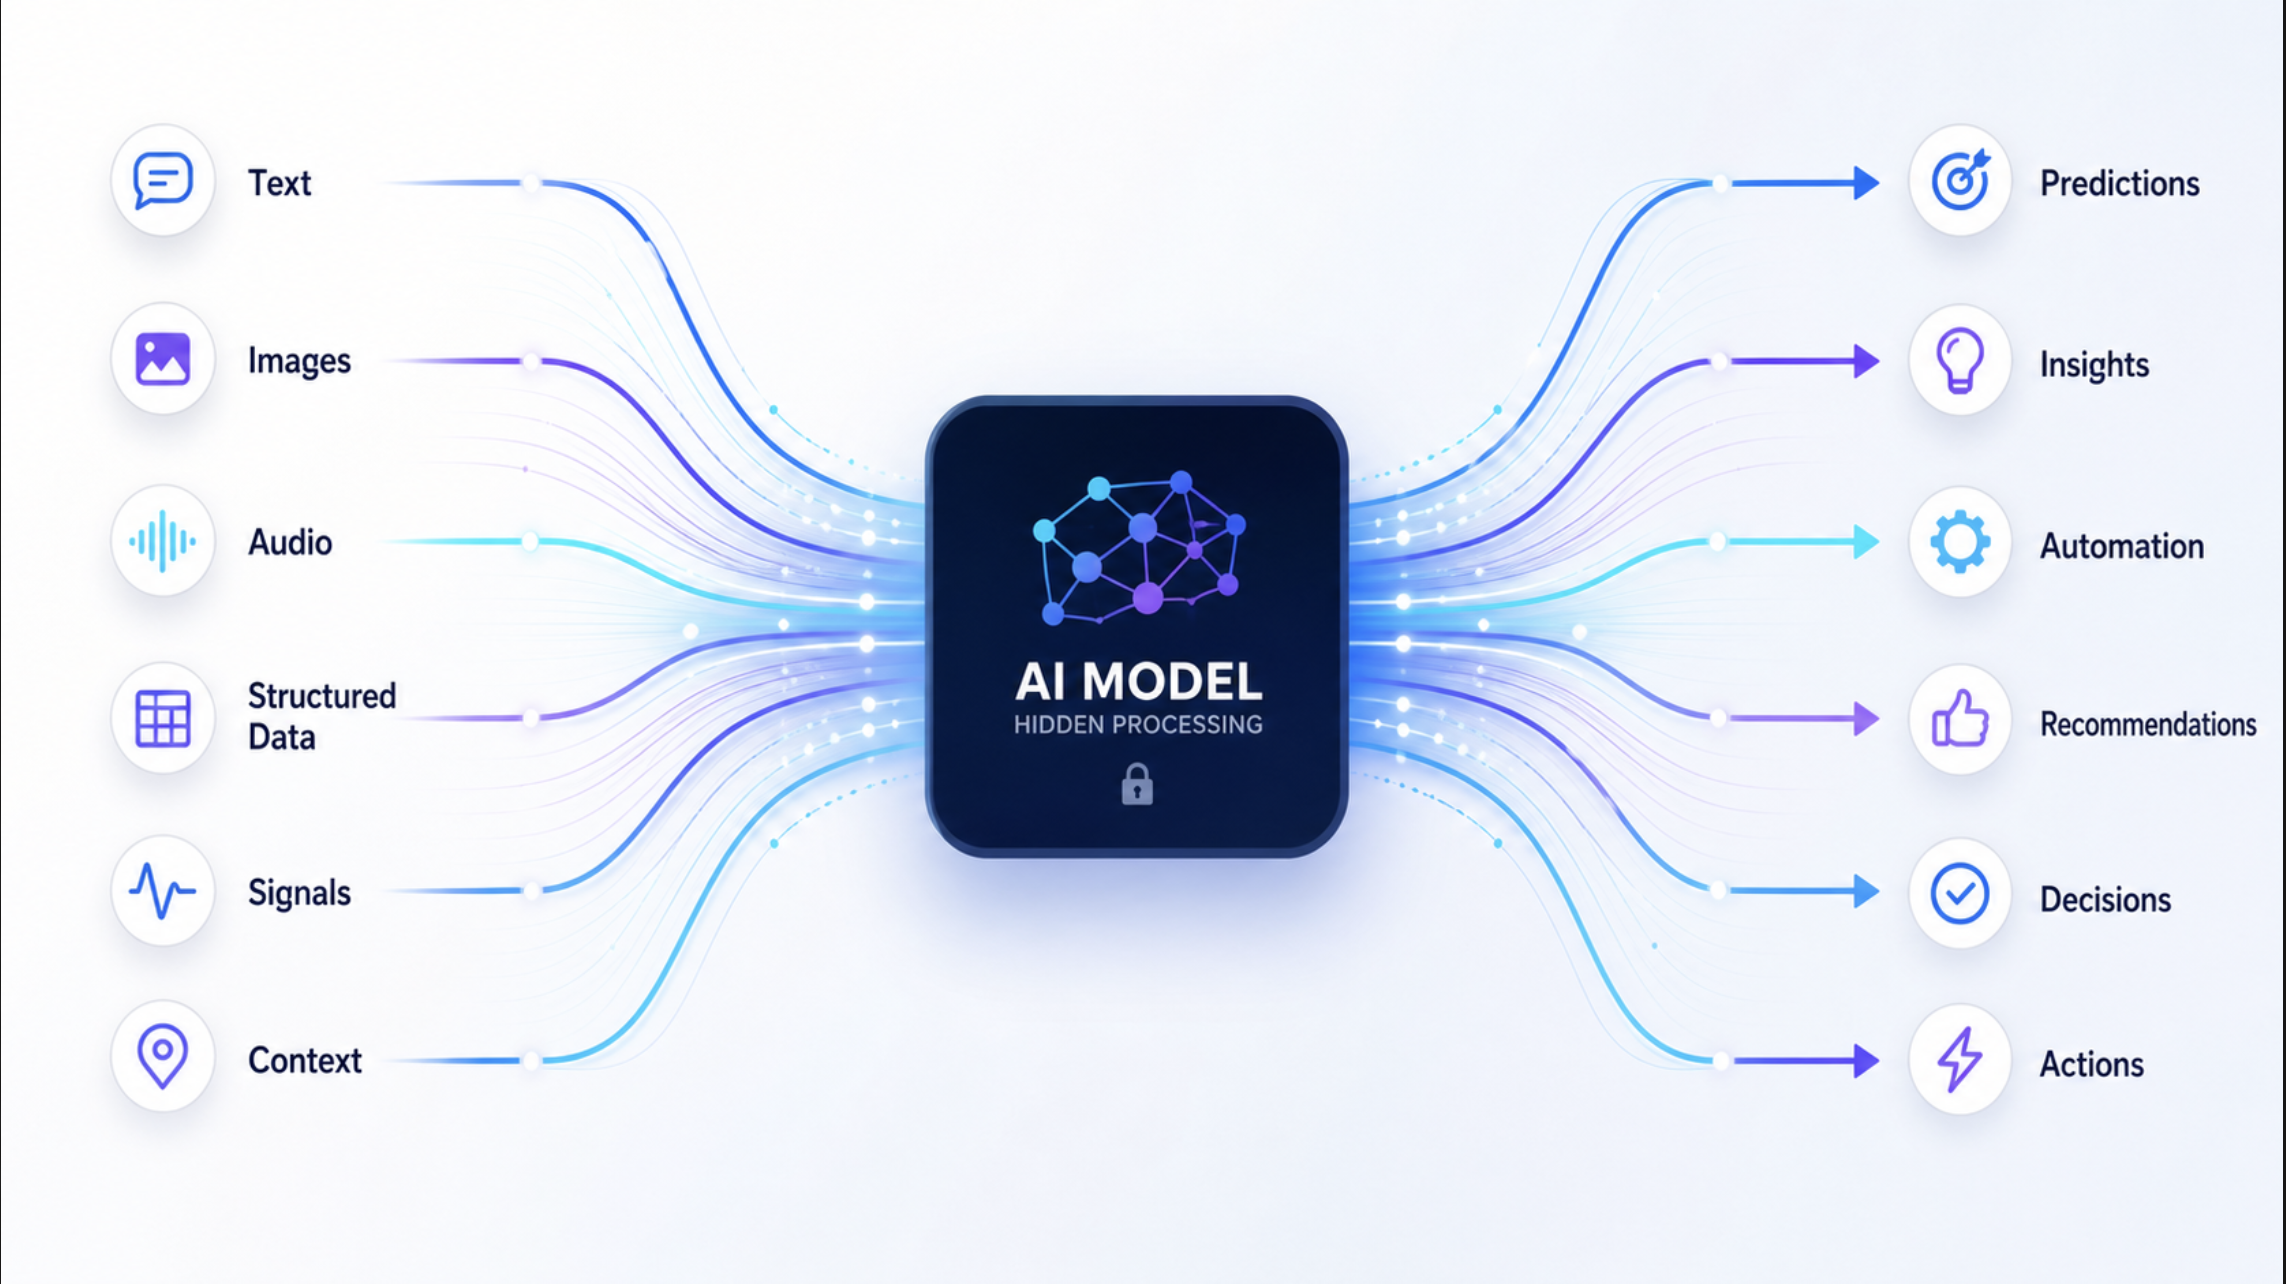 Text
Images
Audio
Structured
Data
Signals
Context
AI MODEL
HIDDEN PROCESSING
Predictions
Insights
Automation
Recommendations
Decisions
Actions